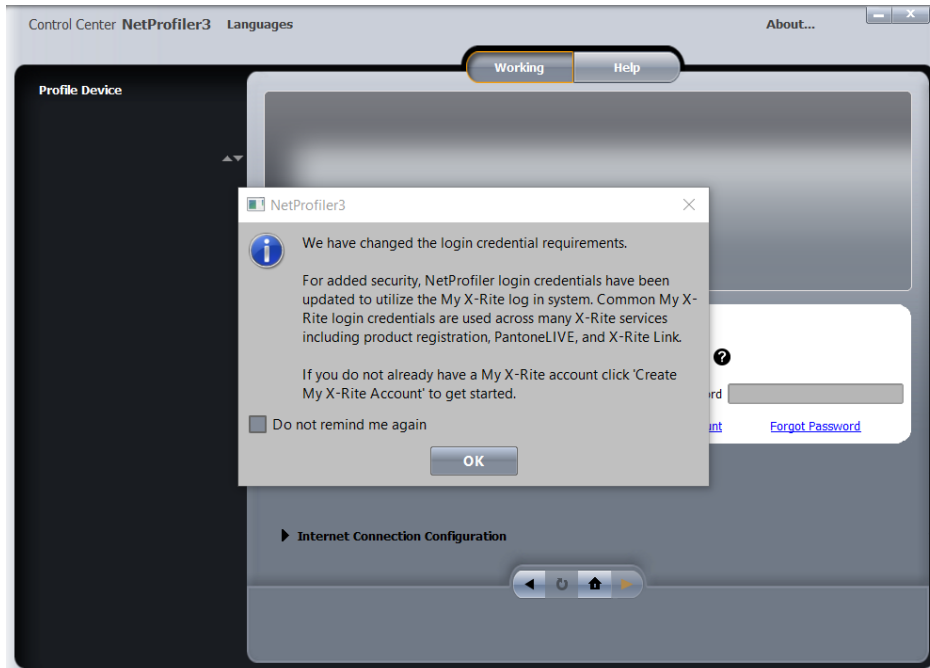 Control Center NetProfiler3 Languages About...
Working Help
Profile Device
NetProfiler3
We have changed the login credential requirements.
For added security, NetProfiler login credentials have been
updated to utilize the My X-Rite log in system. Common My X-
Rite login credentials are used across many X-Rite services
including product registration, PantoneLIVE, and X-Rite Link.
If you do not already have a My X-Rite account click 'Create
My X-Rite Account' to get started.
Do not remind me again
OK
Forgot Password
Internet Connection Configuration